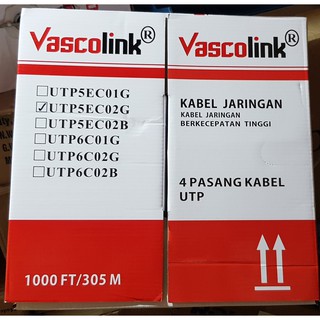 Vascolink®
UTP5EC01G
UTP5EC02G
UTP5EC02B
UTP6C01G
UTP6C02G
UTP6C02B
1000 FT/305 M
Vascolink®
KABEL JARINGAN
KABEL JARINGAN
BERKECEPATAN TINGGI
4 PASANG KABEL
UTP